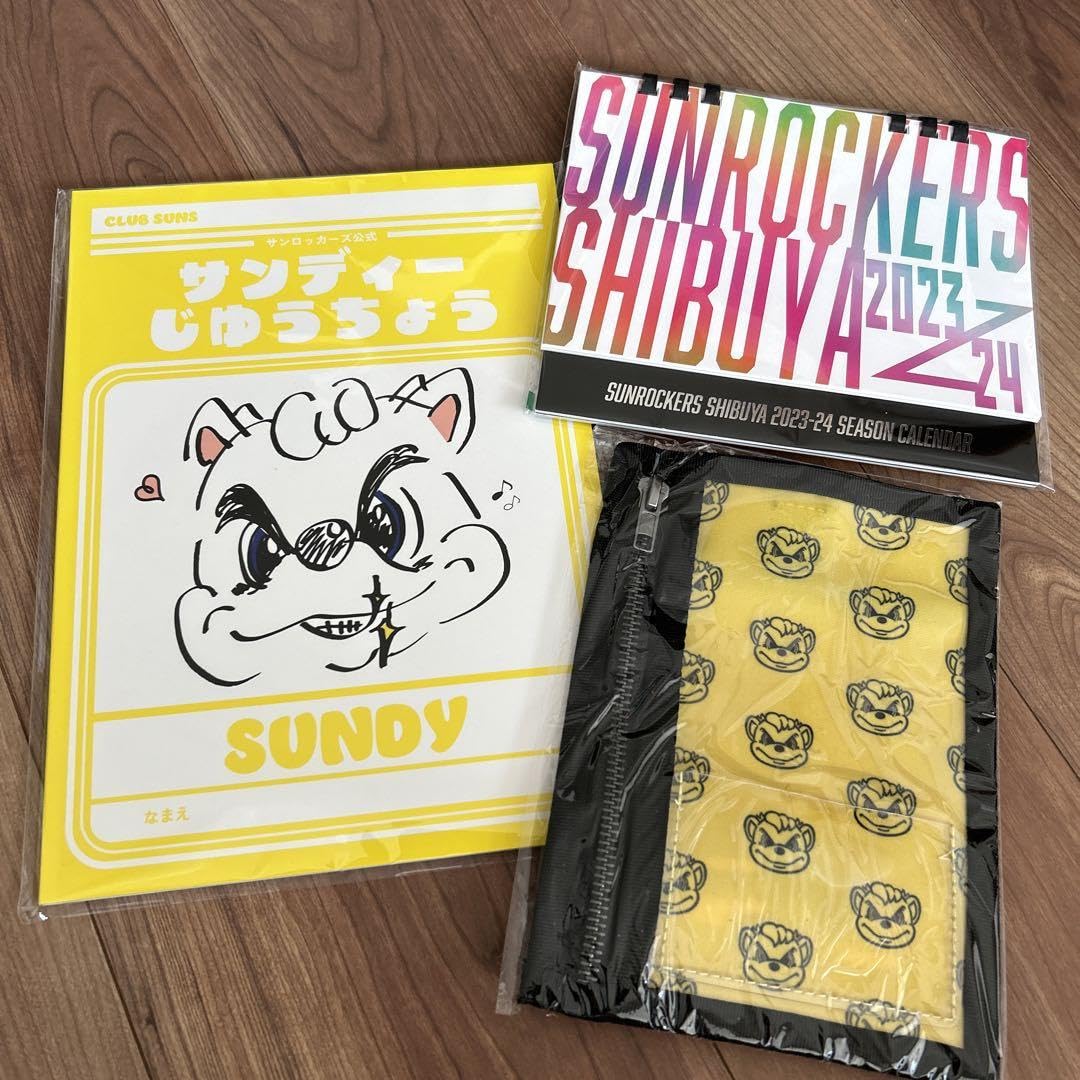 CLUB SUNS
サンロッカーズ公式
サンディー
じゆうちょう
SUNDY
なまえ
SUNROCKERS
SHIBUYA
2023
24
SUNROCKERS SHIBUYA 2023-24 SEASON CALENDAR